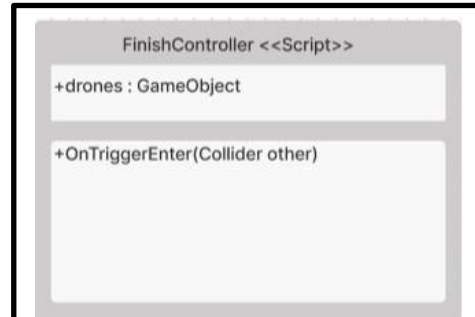 FinishController <<Script>>
+drones : GameObject
+OnTriggerEnter(Collider other)